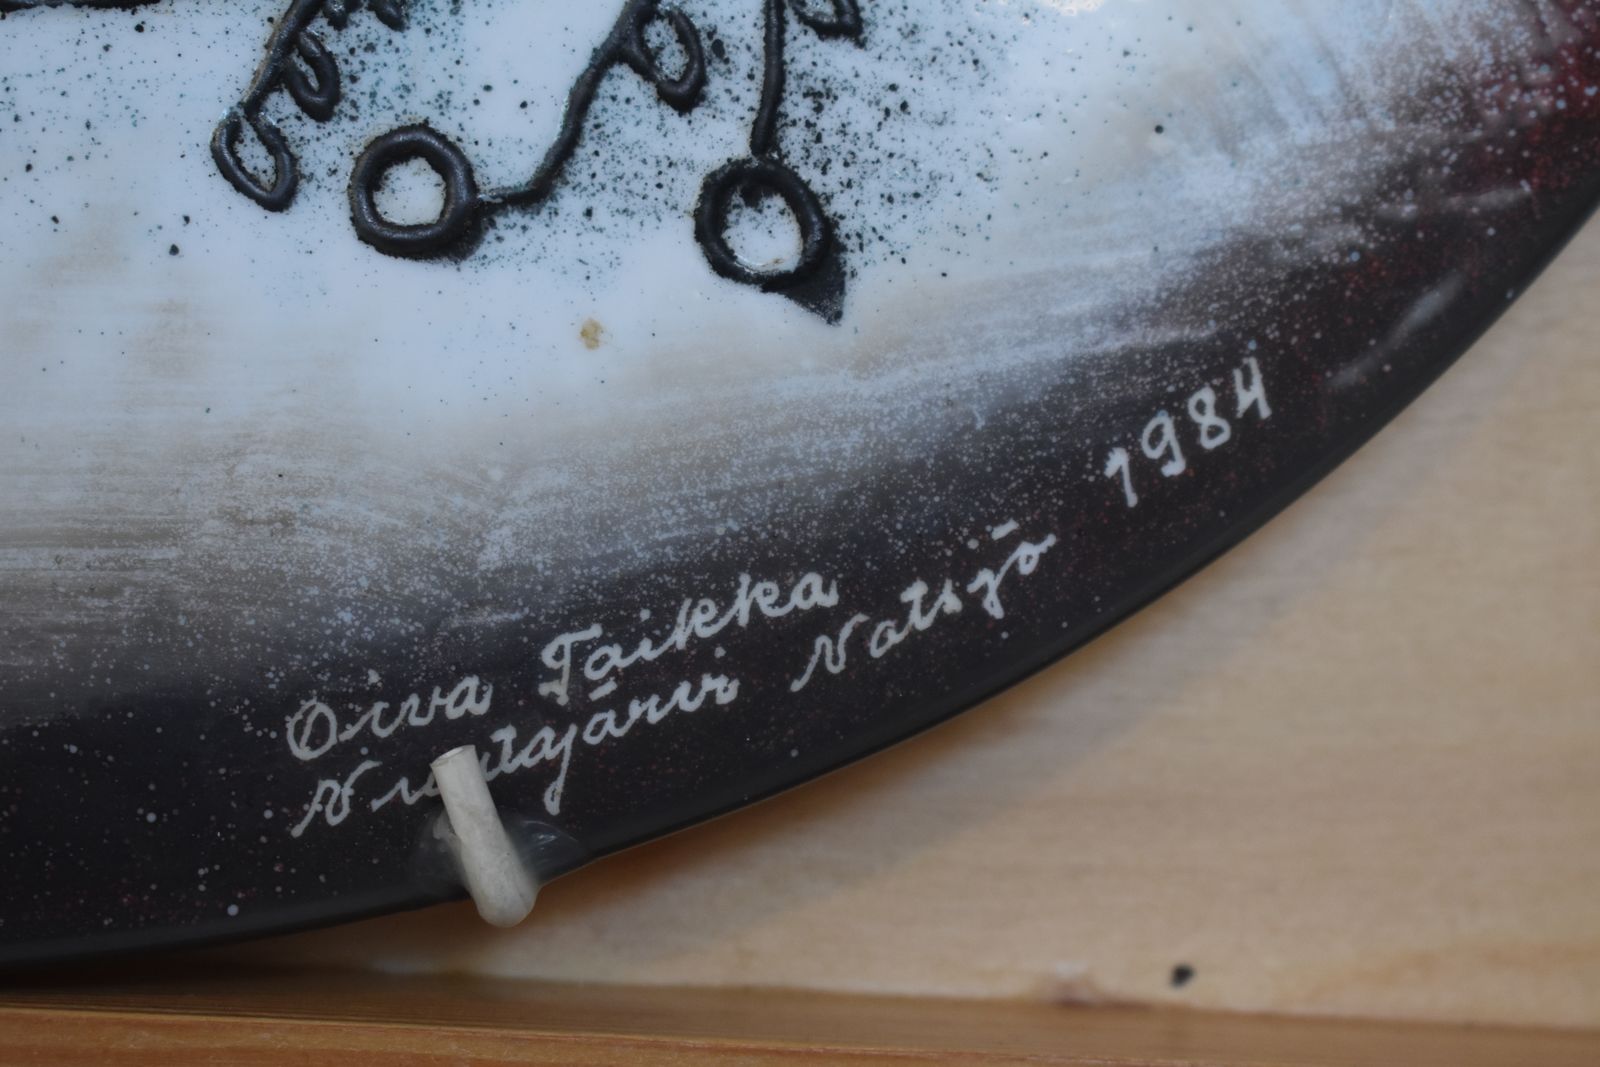 Oiva Toikka
Nuutajärvi Notsjö 1984